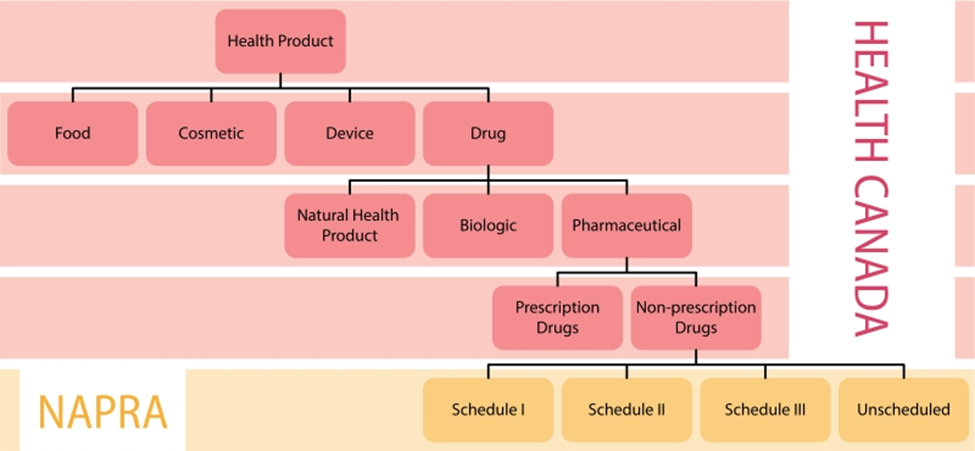 Health Product
HEALTH CANADA
Food
Cosmetic
Device
Drug
Natural Health
Product
Biologic
Pharmaceutical
Prescription
Drugs
Non-prescription
Drugs
NAPRA
Schedule I
Schedule II
Schedule III
Unscheduled